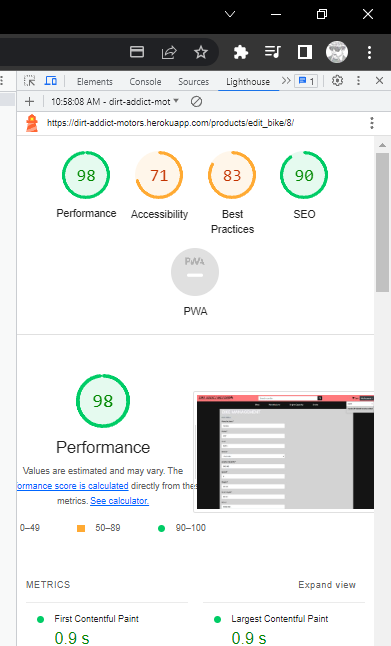 Elements Console Sources Lighthouse 1
10:58:08 AM - dirt-addict-mot
https://dirt-addict-motors.herokuapp.com/products/edit_bike/8/
98 71 83 90
Performance Accessibility Best Practices SEO
PWA
PWA
98
Performance
Values are estimated and may vary. The
ormance score is calculated directly from thes
metrics. See calculator.
0–49 50–89 90–100
METRICS Expand view
First Contentful Paint Largest Contentful Paint
0.9 s 0.9 s